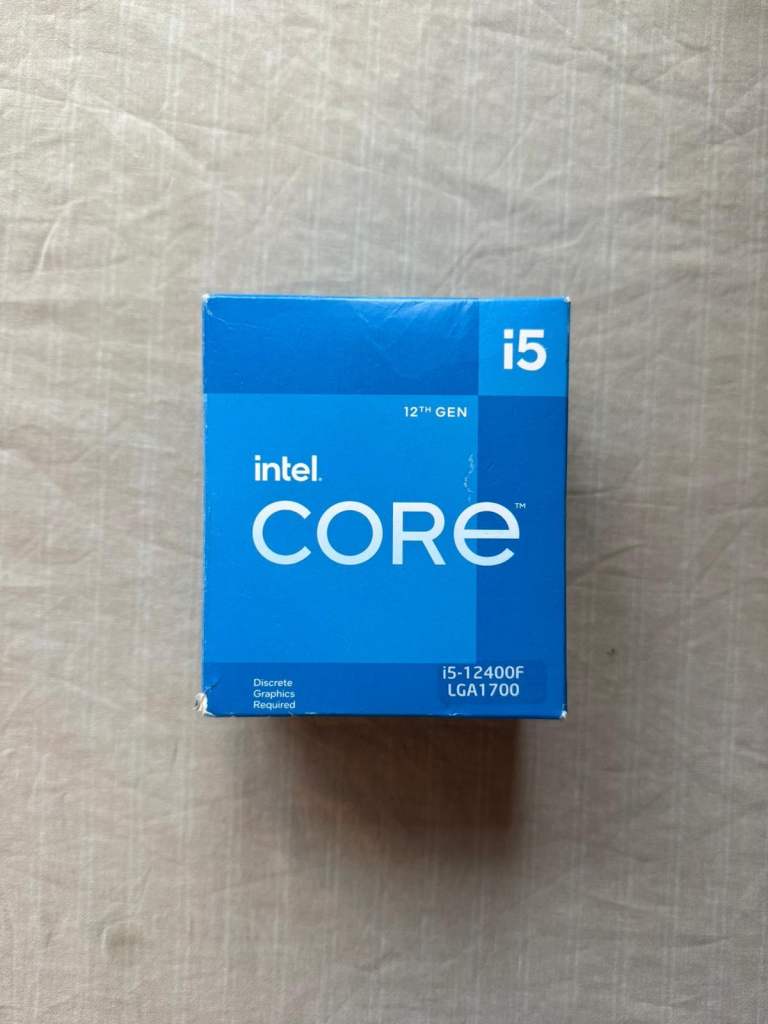 i5
12TH GEN
intel.
CORe™
Discrete
Graphics
Required
i5-12400F
LGA1700